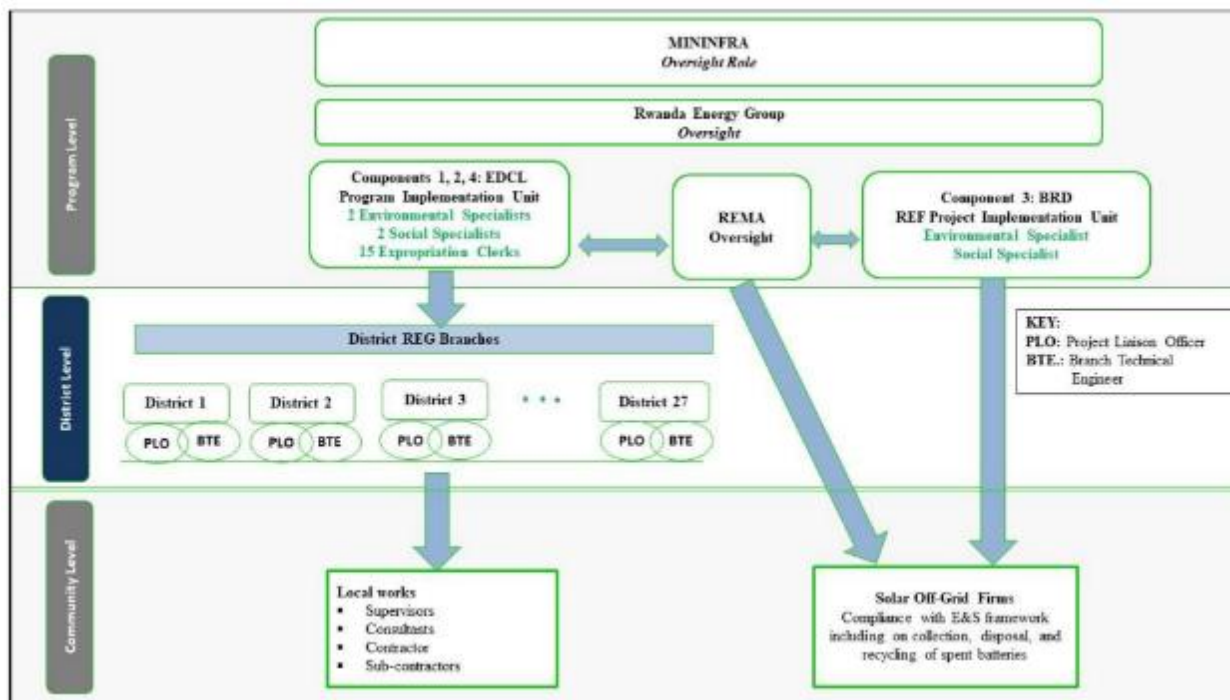 Program Level
MININFRA
Oversight Role
Rwanda Energy Group
Oversight
Components 1, 2, 4: EDCL
Program Implementation Unit
2 Environmental Specialists
2 Social Specialists
15 Expropriation Clerks
REMA
Oversight
Component 3: BRD
REF Project Implementation Unit
Environmental Specialist
Social Specialist
District Level
District REG Branches
KEY:
PLO: Project Liaison Officer
BTE.: Branch Technical
Engineer
District 1
District 2
District 3
• • •
District 27
PLO BTE
PLO BTE
PLO BTE
PLO BTE
Community Level
Local works
▪ Supervisors
▪ Consultasts
▪ Contractor
▪ Sub-contractors
Solar Off-Grid Firms
Compliance with E&S framework
including on collection, disposal, and
recycling of spent batteries